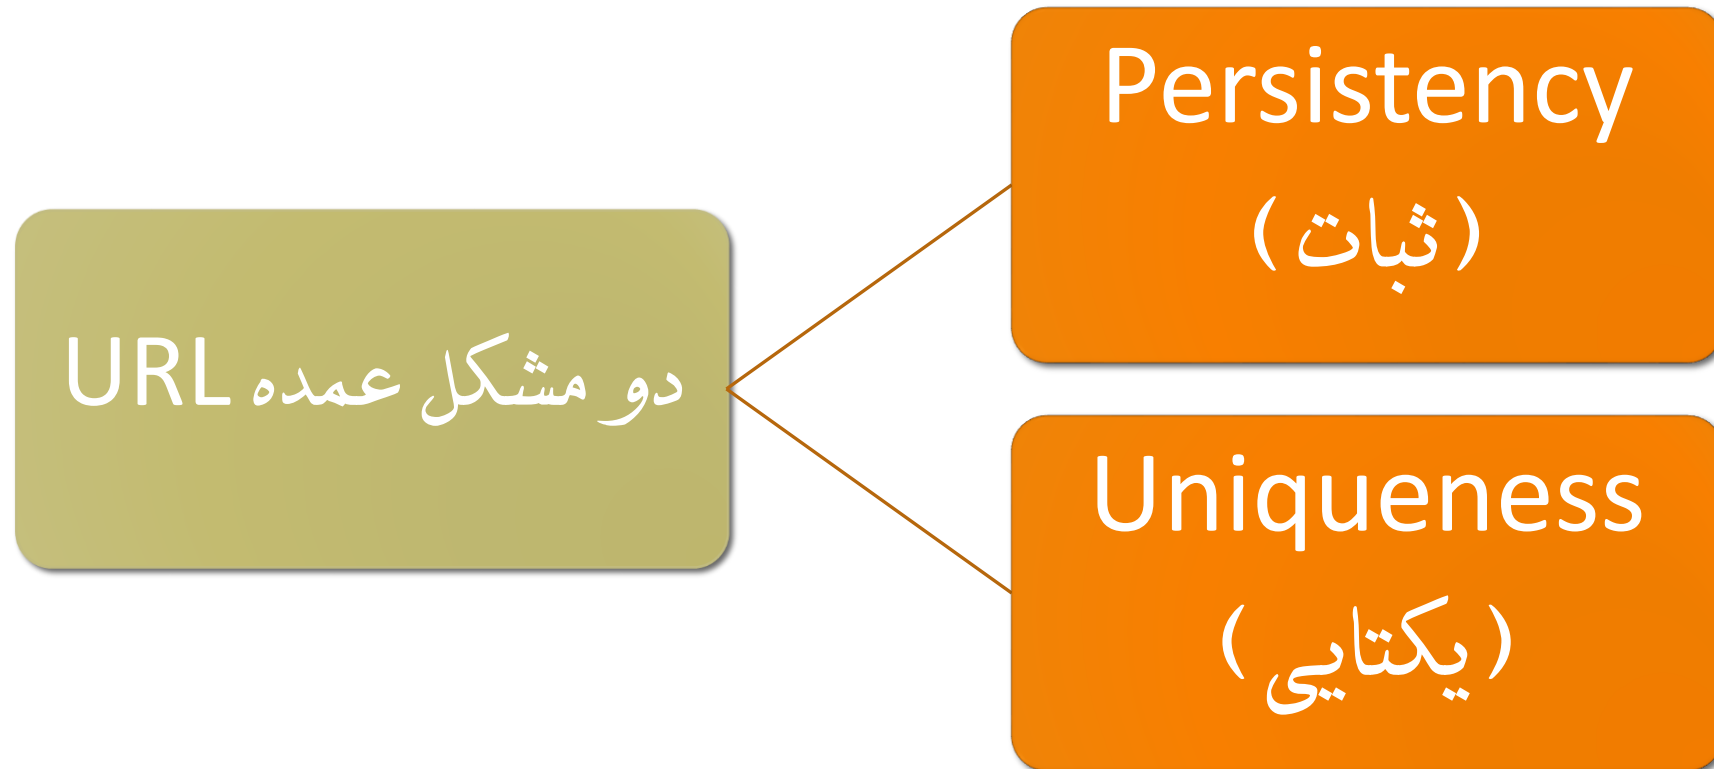 دو مشکل عمده URL
Persistency
(ثبات)
Uniqueness
(یکتایی)